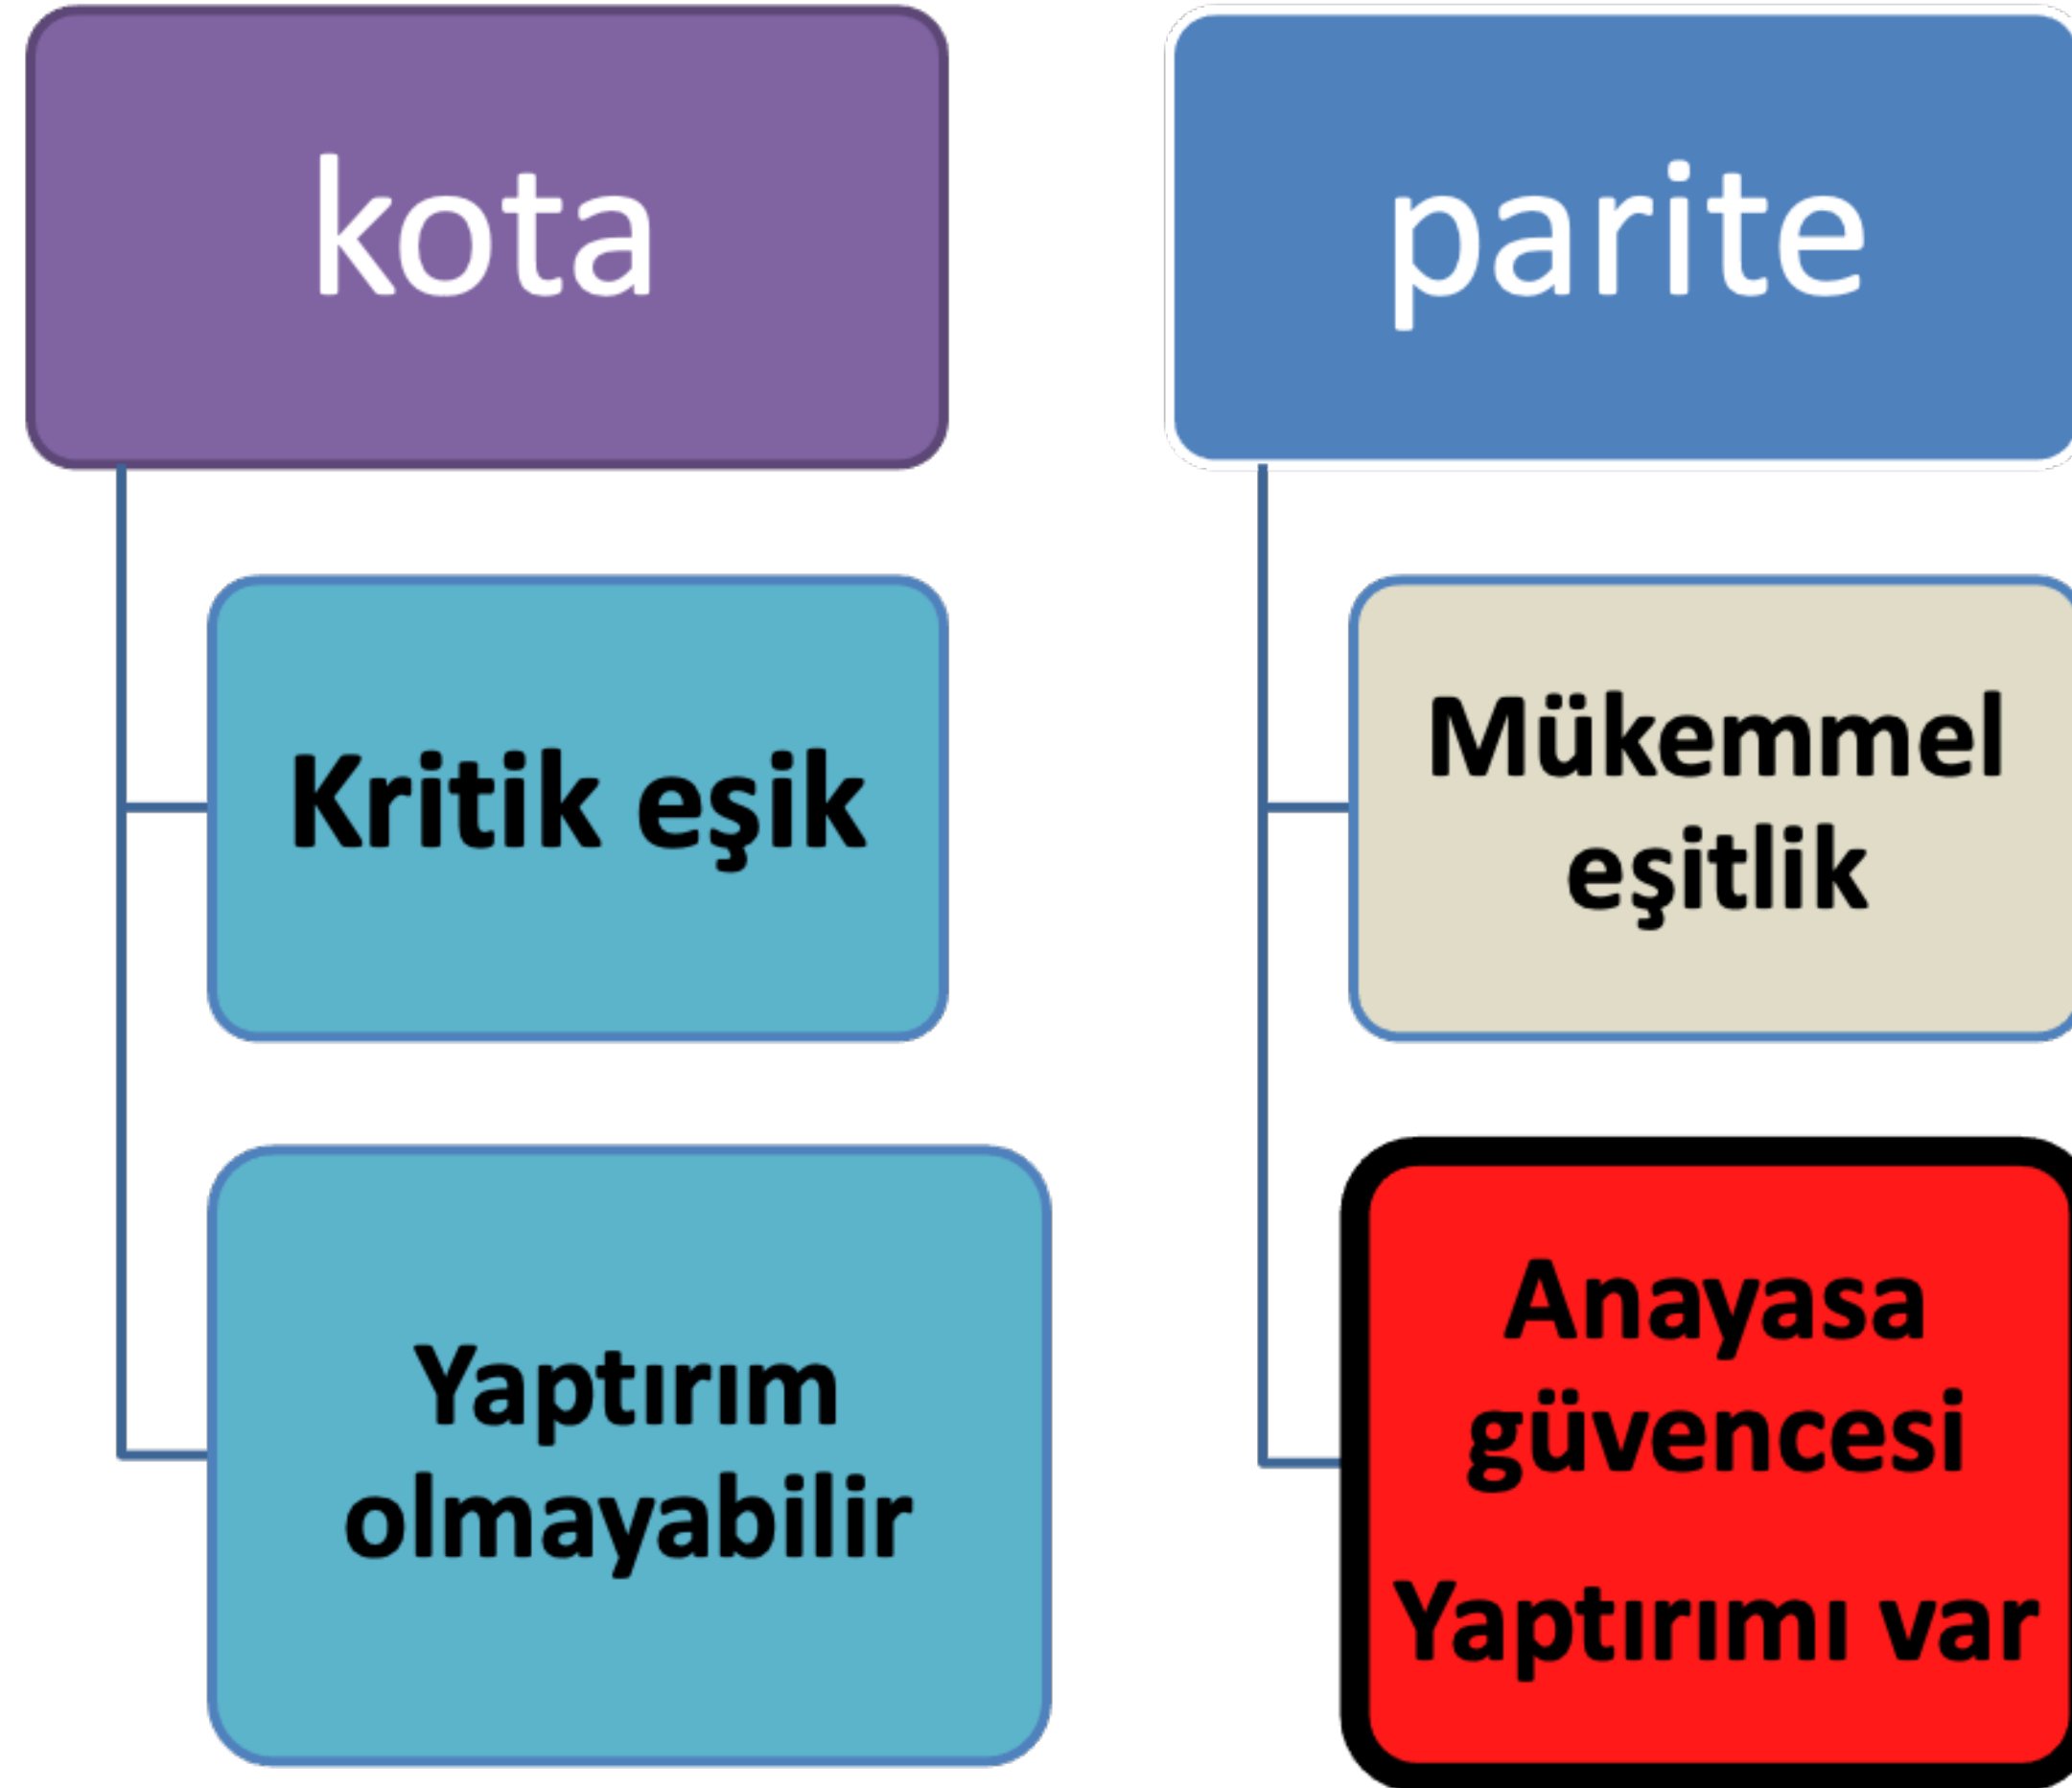 kota
Kritik eşik
Yaptırım
olmayabilir
parite
Mükemmel
eşitlik
Anayasa
güvencesi
Yaptırımı var